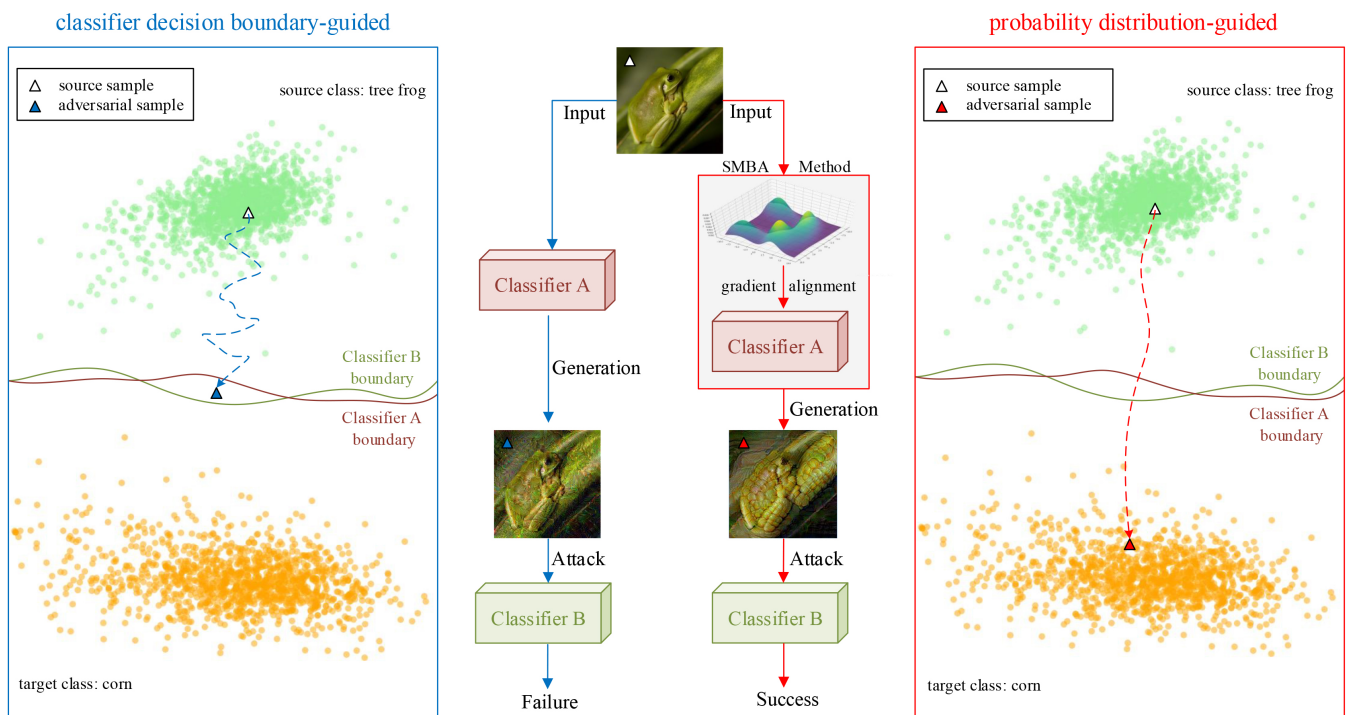 classifier decision boundary-guided
source sample
adversarial sample
source class: tree frog
Classifier B
boundary
Classifier A
boundary
target class: corn
Input
Input
SMBA
Method
Classifier A
gradient
alignment
Classifier A
Generation
Generation
Attack
Attack
Classifier B
Classifier B
Failure
Success
probability distribution-guided
source sample
adversarial sample
source class: tree frog
Classifier B
boundary
Classifier A
boundary
target class: corn